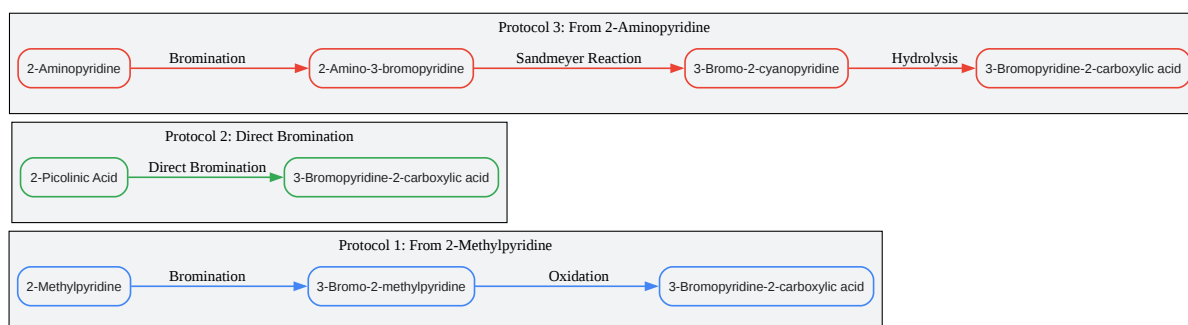 Protocol 3: From 2-Aminopyridine
2-Aminopyridine
Bromination
2-Amino-3-bromopyridine
Sandmeyer Reaction
3-Bromo-2-cyanopyridine
Hydrolysis
3-Bromopyridine-2-carboxylic acid
Protocol 2: Direct Bromination
2-Picolinic Acid
Direct Bromination
3-Bromopyridine-2-carboxylic acid
Protocol 1: From 2-Methylpyridine
2-Methylpyridine
Bromination
3-Bromo-2-methylpyridine
Oxidation
3-Bromopyridine-2-carboxylic acid